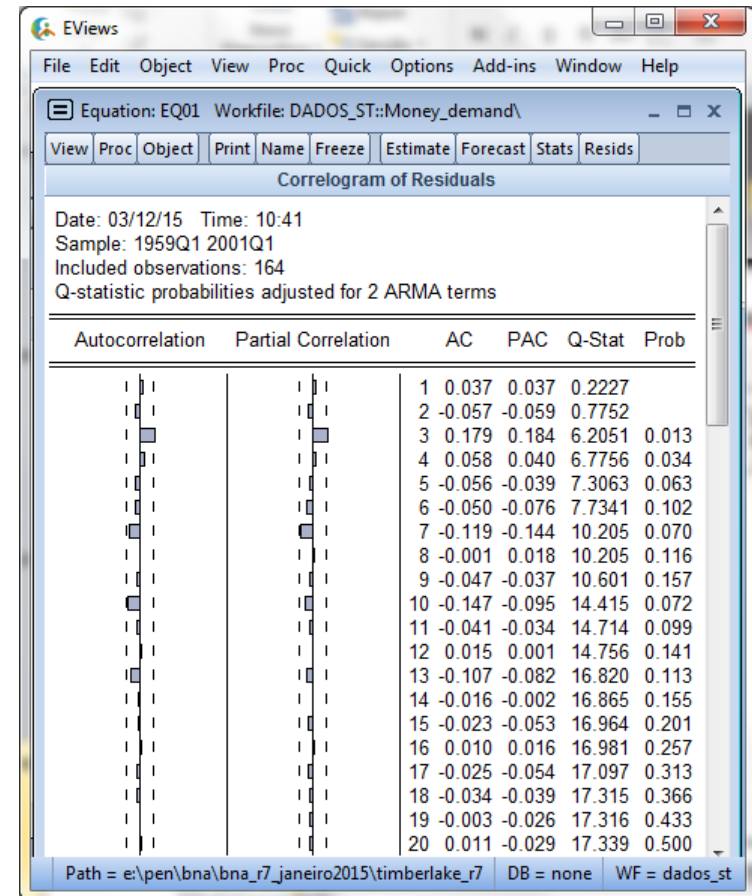 EViews
File Edit Object View Proc Quick Options Add-ins Window Help
Equation: EQ01 Workfile: DADOS_ST::Money_demand\
View Proc Object Print Name Freeze Estimate Forecast Stats Resids
Correlogram of Residuals
Date: 03/12/15 Time: 10:41
Sample: 1959Q1 2001Q1
Included observations: 164
Q-statistic probabilities adjusted for 2 ARMA terms
Autocorrelation Partial Correlation AC PAC Q-Stat Prob
1 0.037 0.037 0.2227
2 -0.057 -0.059 0.7752
3 0.179 0.184 6.2051 0.013
4 0.058 0.040 6.7756 0.034
5 -0.056 -0.039 7.3063 0.063
6 -0.050 -0.076 7.7341 0.102
7 -0.119 -0.144 10.205 0.070
8 -0.001 0.018 10.205 0.116
9 -0.047 -0.037 10.601 0.157
10 -0.147 -0.095 14.415 0.072
11 -0.041 -0.034 14.714 0.099
12 0.015 0.001 14.756 0.141
13 -0.107 -0.082 16.820 0.113
14 -0.016 -0.002 16.865 0.155
15 -0.023 -0.053 16.964 0.201
16 0.010 0.016 16.981 0.257
17 -0.025 -0.054 17.097 0.313
18 -0.034 -0.039 17.315 0.366
19 -0.003 -0.026 17.316 0.433
20 0.011 -0.029 17.339 0.500
Path = e:\pen\bna\bna_r7_janeiro2015\timberlake_r7 DB = none WF = dados_st